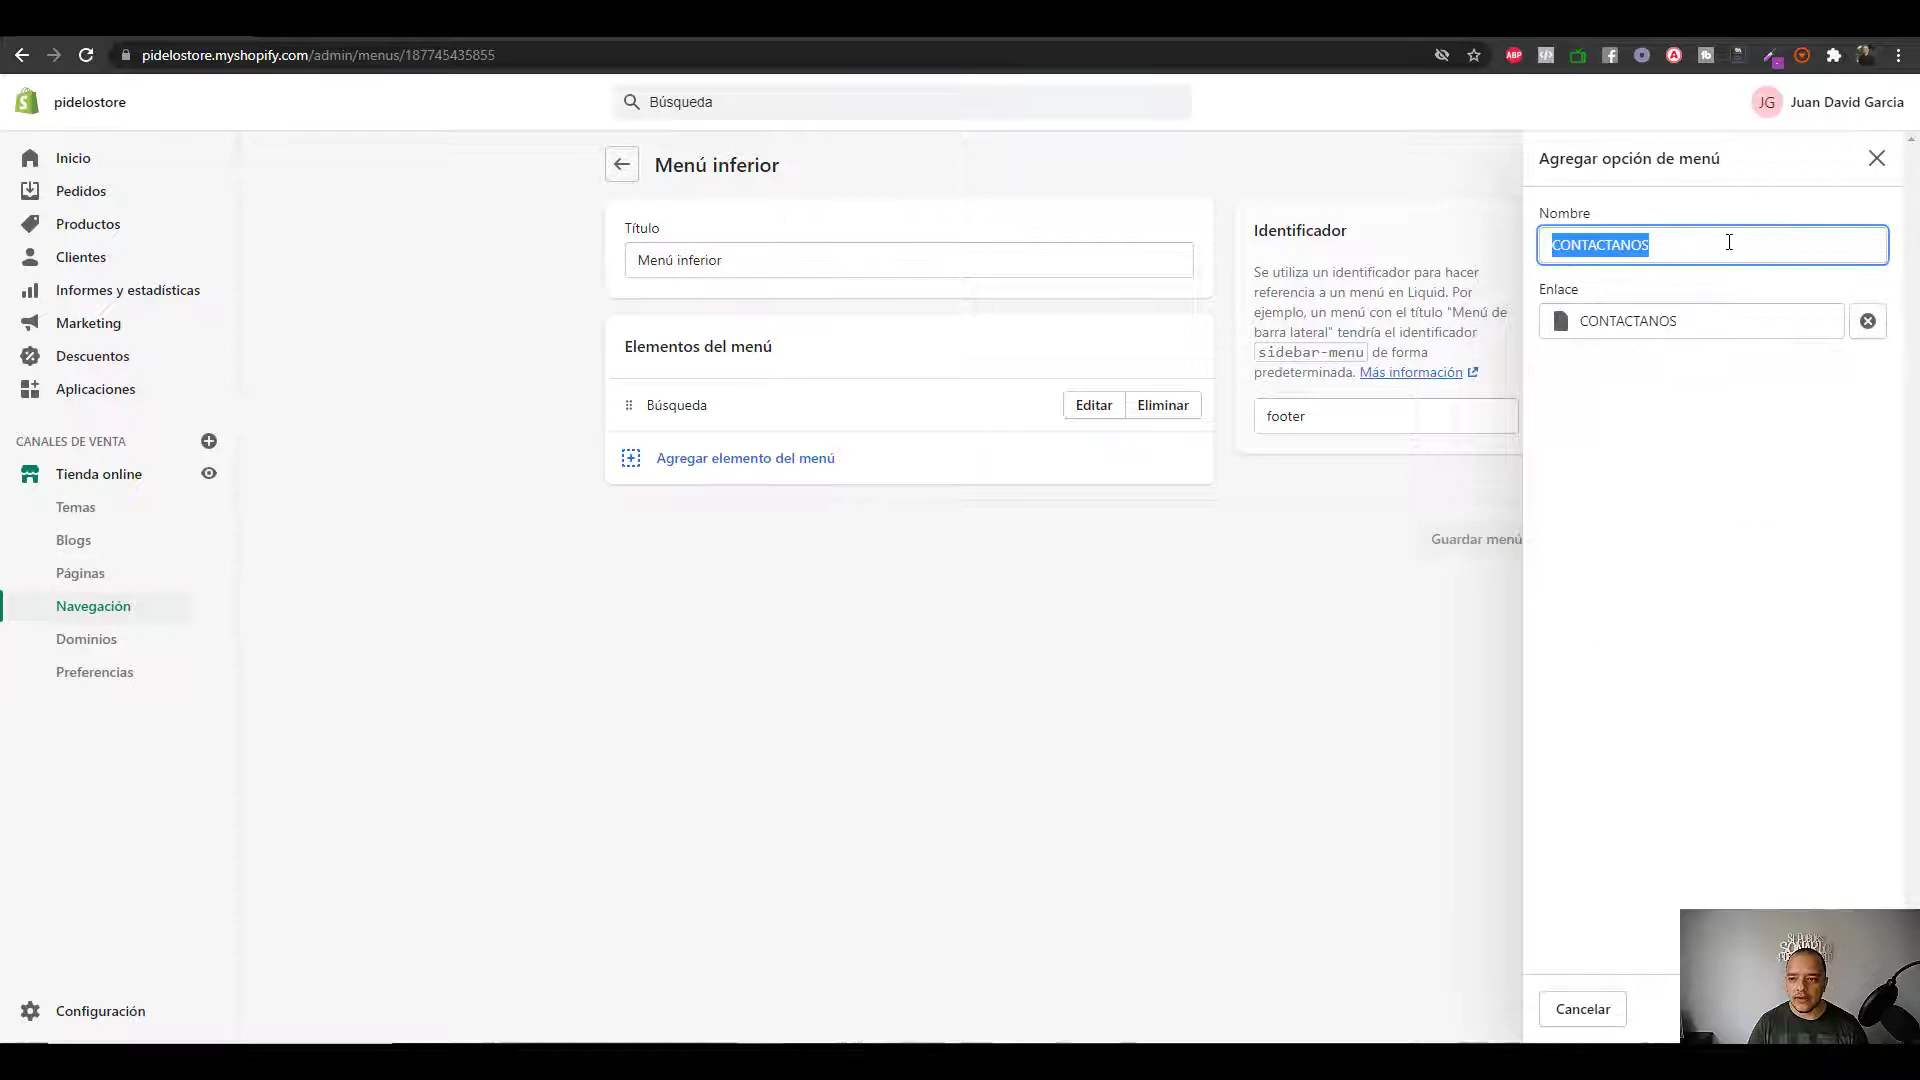 pidelostore.myshopify.com/admin/menus/187745435855
ABP
pidelostore
Búsqueda
JG
Juan David Garcia
Inicio
Pedidos
Productos
Clientes
Informes y estadísticas
Marketing
Descuentos
Aplicaciones
CANALES DE VENTA
Tienda online
Temas
Blogs
Páginas
Navegación
Dominios
Preferencias
Configuración
Menú inferior
Título
Menú inferior
Elementos del menú
Búsqueda
Editar
Eliminar
Agregar elemento del menú
Identificador
Se utiliza un identificador para hacer
referencia a un menú en Liquid. Por
ejemplo, un menú con el título "Menú de
barra lateral" tendría el identificador
sidebar-menu de forma
predeterminada. Más información
footer
Guardar menú
Agregar opción de menú
Nombre
CONTACTANOS
Enlace
CONTACTANOS
Cancelar